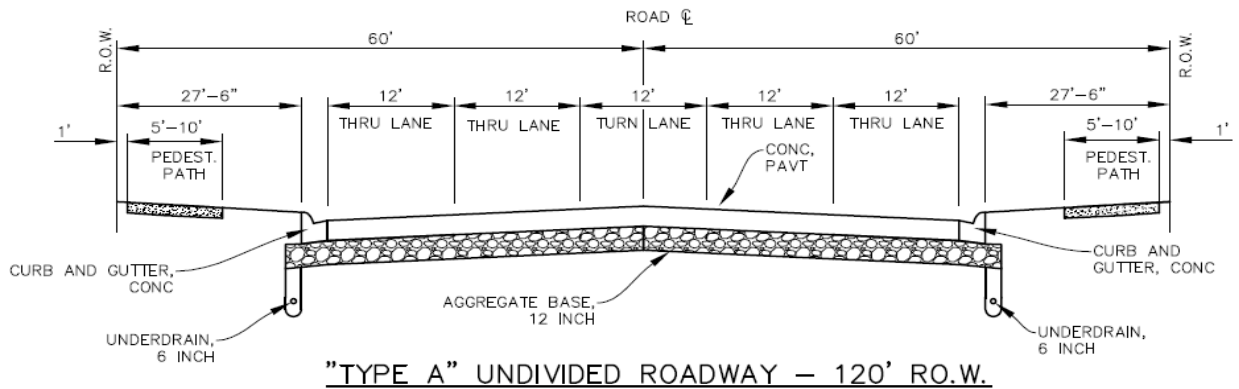 ROAD ℄
R.O.W.
60'
60'
R.O.W.
27'-6"
12'
12'
12'
12'
12'
27'-6"
1'
5'-10'
THRU LANE
THRU LANE
TURN LANE
THRU LANE
THRU LANE
5'-10'
1'
PEDEST.
PATH
CONC,
PAVT
PEDEST.
PATH
CURB AND GUTTER,
CONC
CURB AND
GUTTER, CONC
AGGREGATE BASE,
12 INCH
UNDERDRAIN,
6 INCH
UNDERDRAIN,
6 INCH
"TYPE A" UNDIVIDED ROADWAY – 120' RO.W.